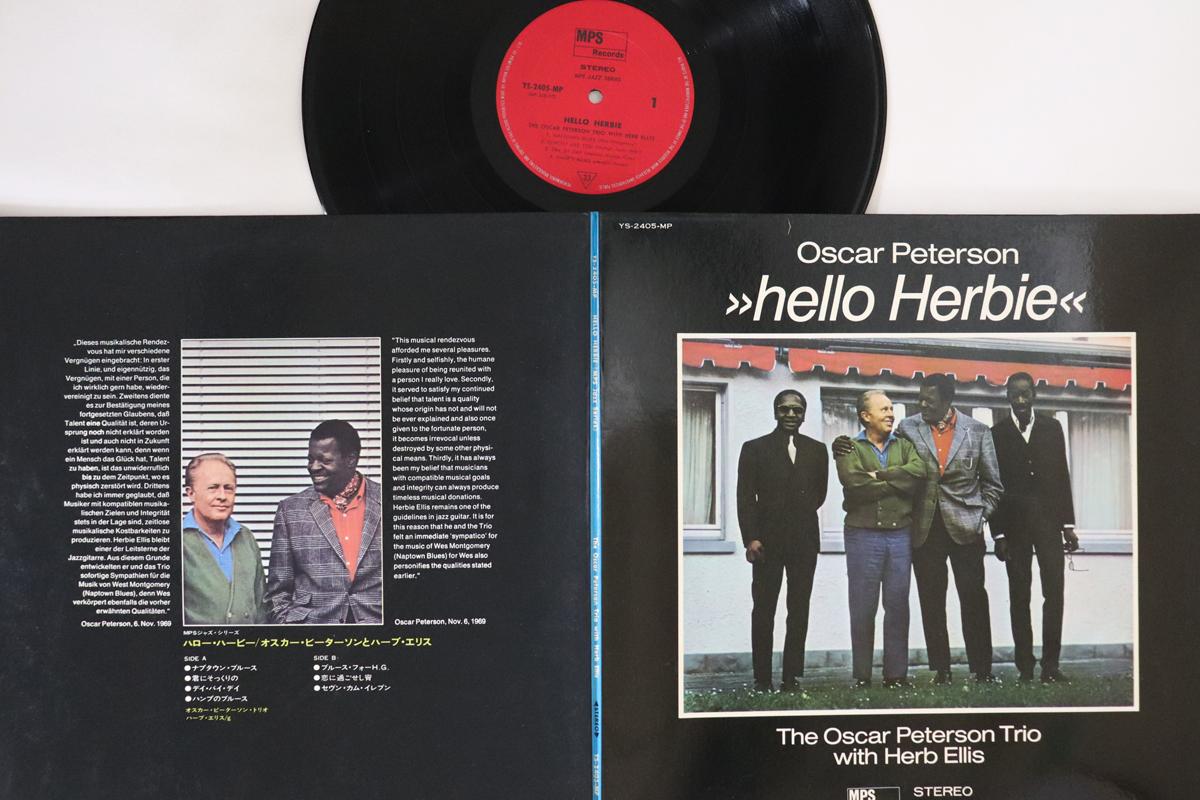 MPS
Records
STEREO
MPS JAZZ SERIES
YS-2405-MP
1
HELLO HERBIE
THE OSCAR PETERSON TRIO WITH HERB ELLIS
33
YS-2405-MP
Oscar Peterson
»hello Herbie«
The Oscar Peterson Trio
with Herb Ellis
MPS
STEREO
YS-2405-MP HELLO HERBIE The Oscar Peterson Trio with Herb Ellis
„Dieses musikalische Rendez-
vous hat mir verschiedene
Vergnügen eingebracht: In erster
Linie, und eigennützig, das
Vergnügen, mit einer Person, die
ich wirklich gern habe, wieder-
vereinigt zu sein. Zweitens diente
es zur Bestätigung meines
fortgesetzten Glaubens, daß
Talent eine Qualität ist, deren Ur-
sprung noch nicht erklärt worden
ist und auch nicht in Zukunft
erklärt werden kann, denn wenn
ein Mensch das Glück hat, Talent
zu haben, ist das unwiderruflich
bis zu dem Zeitpunkt, wo es
physisch zerstört wird. Drittens
habe ich immer geglaubt, daß
Musiker mit kompatiblen musika-
lischen Zielen und Integrität
stets in der Lage sind, zeitlose
musikalische Kostbarkeiten zu
produzieren. Herbie Ellis bleibt
einer der Leitsterne der
Jazzgitarre. Aus diesem Grunde
entwickelten er und das Trio
sofortige Sympathien für die
Musik von West Montgomery
(Naptown Blues), denn Wes
verkörpert ebenfalls die vorher
erwähnten Qualitäten."
Oscar Peterson, 6. Nov. 1969
"This musical rendezvous
afforded me several pleasures.
Firstly and selfishly, the humane
pleasure of being reunited with
a person I really love. Secondly,
it served to satisfy my continued
belief that talent is a quality
whose origin has not and will not
be ever explained and also once
given to the fortunate person,
it becomes irrevocal unless
destroyed by some other physi-
cal means. Thirdly, it has always
been my belief that musicians
with compatible musical goals
and integrity can always produce
timeless musical donations.
Herbie Ellis remains one of the
guidelines in jazz guitar. It is for
this reason that he and the Trio
felt an immediate 'sympatico' for
the music of Wes Montgomery
(Naptown Blues) for Wes also
personifies the qualities stated
earlier."
Oscar Peterson, Nov. 6, 1969
MPSジャズ・シリーズ
ハロー・ハービー/オスカー・ピーターソンとハーブ・エリス
SIDE A
●ナプタウン・ブルース
●君にそっくりの
●デイ・バイ・デイ
●ハンプのブルース
SIDE B
●ブルース・フォーH.G.
●恋に過ごせし宵
●セヴン・カム・イレブン
オスカー・ピーターソン・トリオ
ハーブ・エリス/g